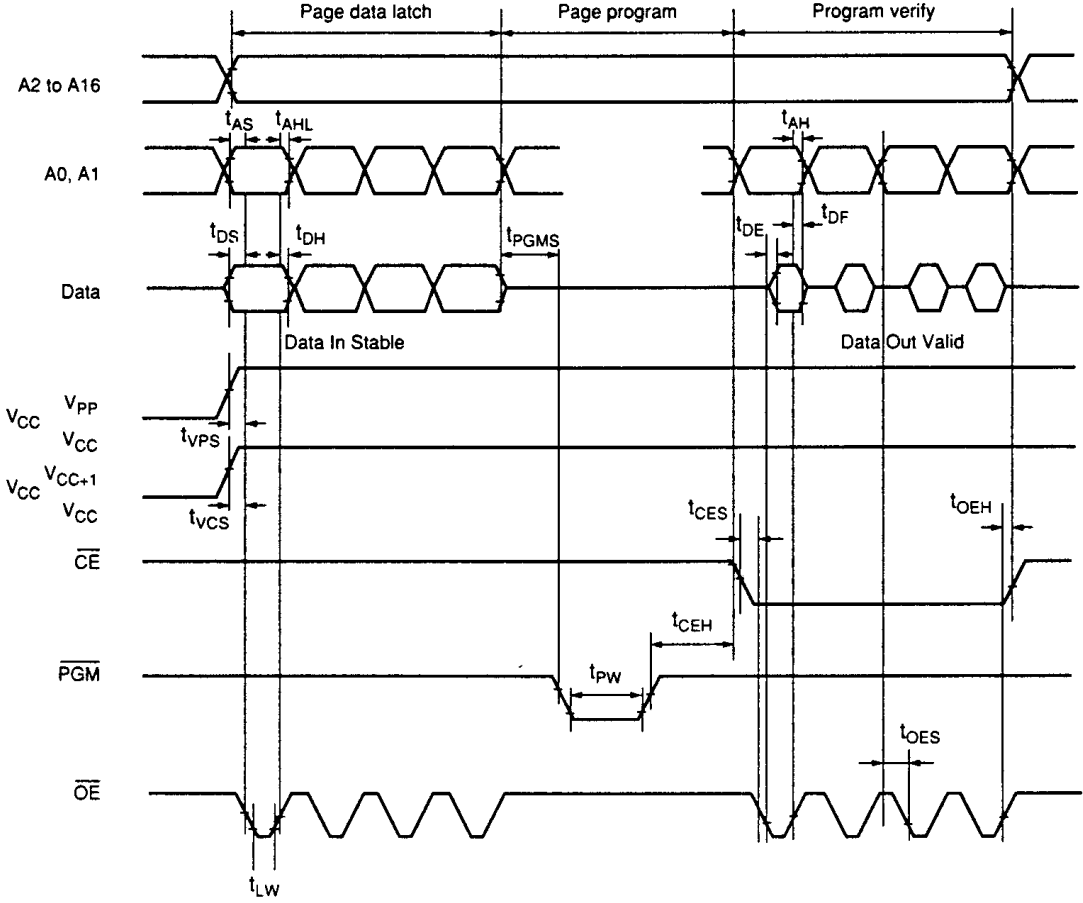 Page data latch Page program Program verify
A2 to A16
tAS tAHL tAH
A0, A1
tDS tDH tPGMS tDE tDF
Data
Data In Stable Data Out Valid
VPP
VCC
VCC
tVPS
VCC+1
VCC
VCC
tVCS tCES tOEH
CE
tCEH
PGM
tPW
tOES
OE
tLW